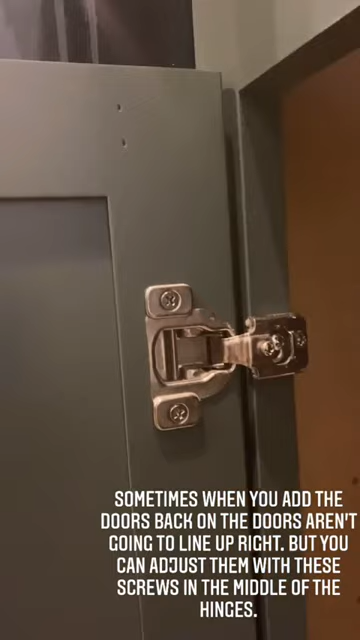 SOMETIMES WHEN YOU ADD THE
DOORS BACK ON THE DOORS AREN'T
GOING TO LINE UP RIGHT. BUT YOU
CAN ADJUST THEM WITH THESE
SCREWS IN THE MIDDLE OF THE
HINGES.